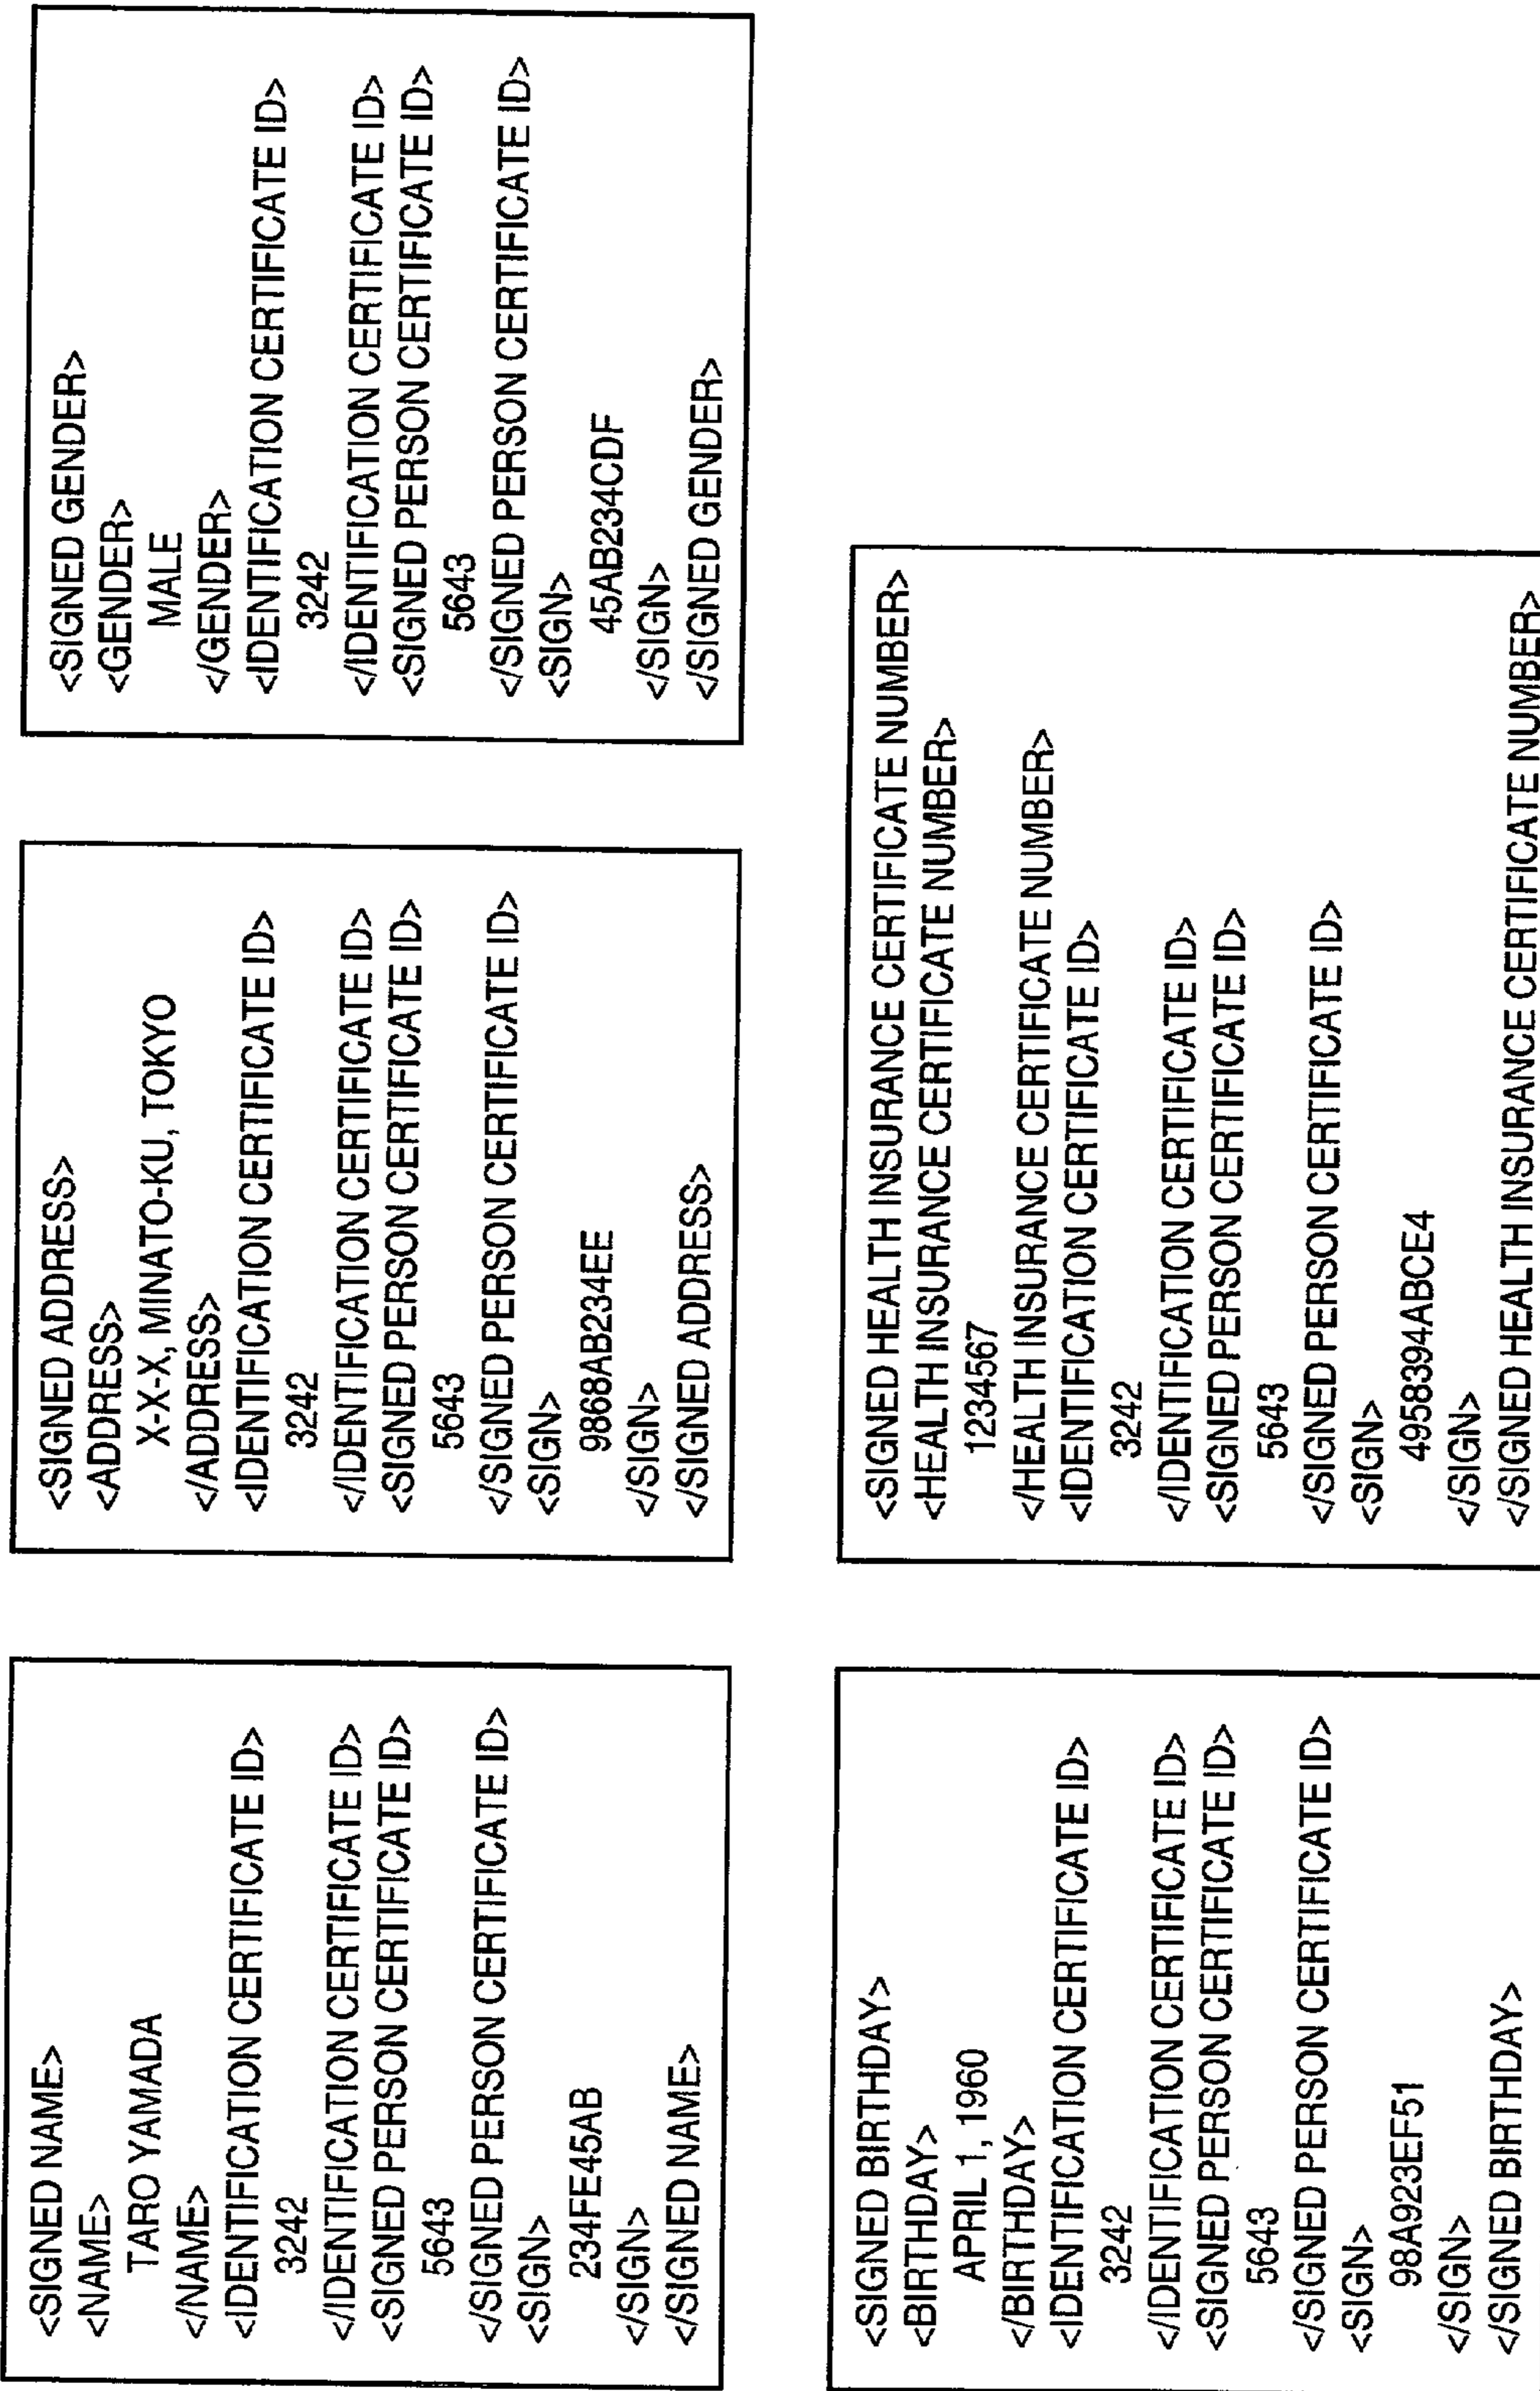 <SIGNED NAME>
<NAME>
TARO YAMADA
</NAME>
<IDENTIFICATION CERTIFICATE ID>
3242
</IDENTIFICATION CERTIFICATE ID>
<SIGNED PERSON CERTIFICATE ID>
5643
</SIGNED PERSON CERTIFICATE ID>
<SIGN>
234FE45AB
</SIGN>
</SIGNED NAME>
<SIGNED ADDRESS>
<ADDRESS>
X-X-X, MINATO-KU, TOKYO
</ADDRESS>
<IDENTIFICATION CERTIFICATE ID>
3242
</IDENTIFICATION CERTIFICATE ID>
<SIGNED PERSON CERTIFICATE ID>
5643
</SIGNED PERSON CERTIFICATE ID>
<SIGN>
9868AB234EE
</SIGN>
</SIGNED ADDRESS>
<SIGNED GENDER>
<GENDER>
MALE
</GENDER>
<IDENTIFICATION CERTIFICATE ID>
3242
</IDENTIFICATION CERTIFICATE ID>
<SIGNED PERSON CERTIFICATE ID>
5643
</SIGNED PERSON CERTIFICATE ID>
<SIGN>
45AB234CDF
</SIGN>
</SIGNED GENDER>
<SIGNED BIRTHDAY>
<BIRTHDAY>
APRIL 1, 1960
</BIRTHDAY>
<IDENTIFICATION CERTIFICATE ID>
3242
</IDENTIFICATION CERTIFICATE ID>
<SIGNED PERSON CERTIFICATE ID>
5643
</SIGNED PERSON CERTIFICATE ID>
<SIGN>
98A923EF51
</SIGN>
</SIGNED BIRTHDAY>
<SIGNED HEALTH INSURANCE CERTIFICATE NUMBER>
<HEALTH INSURANCE CERTIFICATE NUMBER>
1234567
</HEALTH INSURANCE CERTIFICATE NUMBER>
<IDENTIFICATION CERTIFICATE ID>
3242
</IDENTIFICATION CERTIFICATE ID>
<SIGNED PERSON CERTIFICATE ID>
5643
</SIGNED PERSON CERTIFICATE ID>
<SIGN>
4958394ABCE4
</SIGN>
</SIGNED HEALTH INSURANCE CERTIFICATE NUMBER>